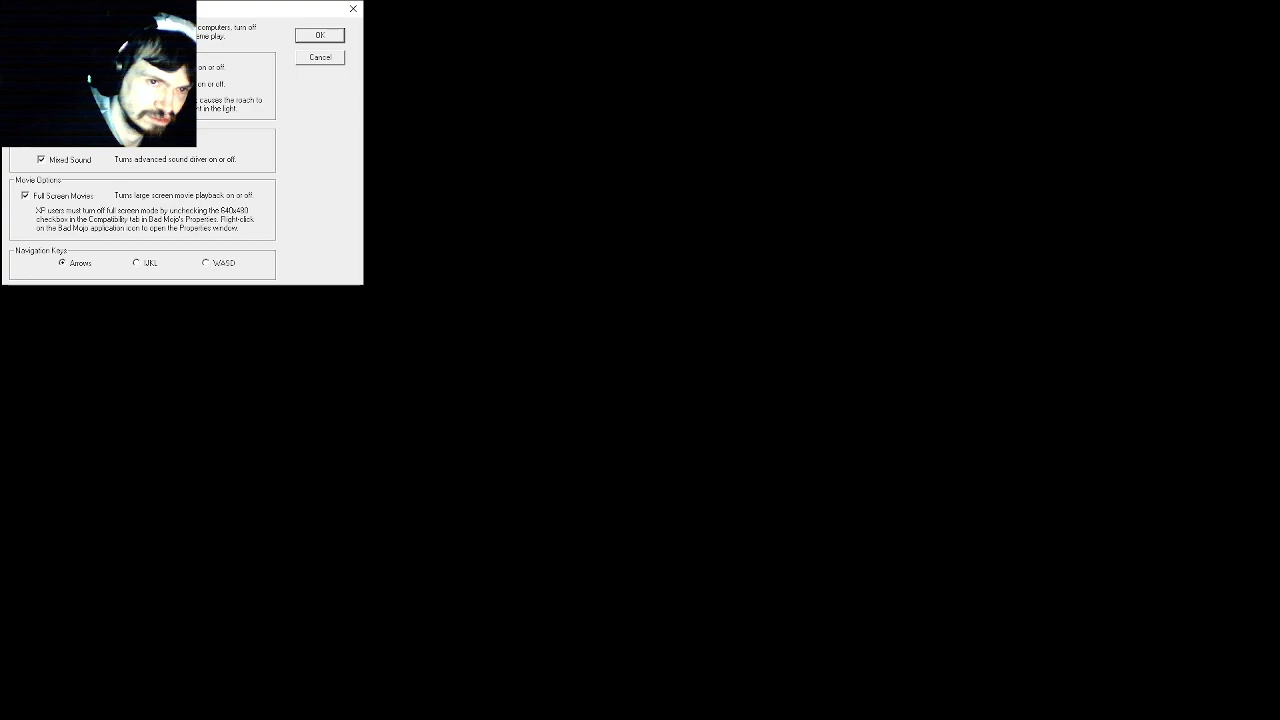 computers, turn off
ame play.
OK
Cancel
on or off.
on or off.
causes the roach to
in the light.
Mixed Sound Turns advanced sound driver on or off.
Movie Options
Full Screen Movies Turns large screen movie playback on or off.
XP users must turn off full screen mode by unchecking the 640x480
checkbox in the Compatibility tab in Bad Mojo's Properties. Right-click
on the Bad Mojo application icon to open the Properties window.
Navigation Keys
Arrows IJKL WASD